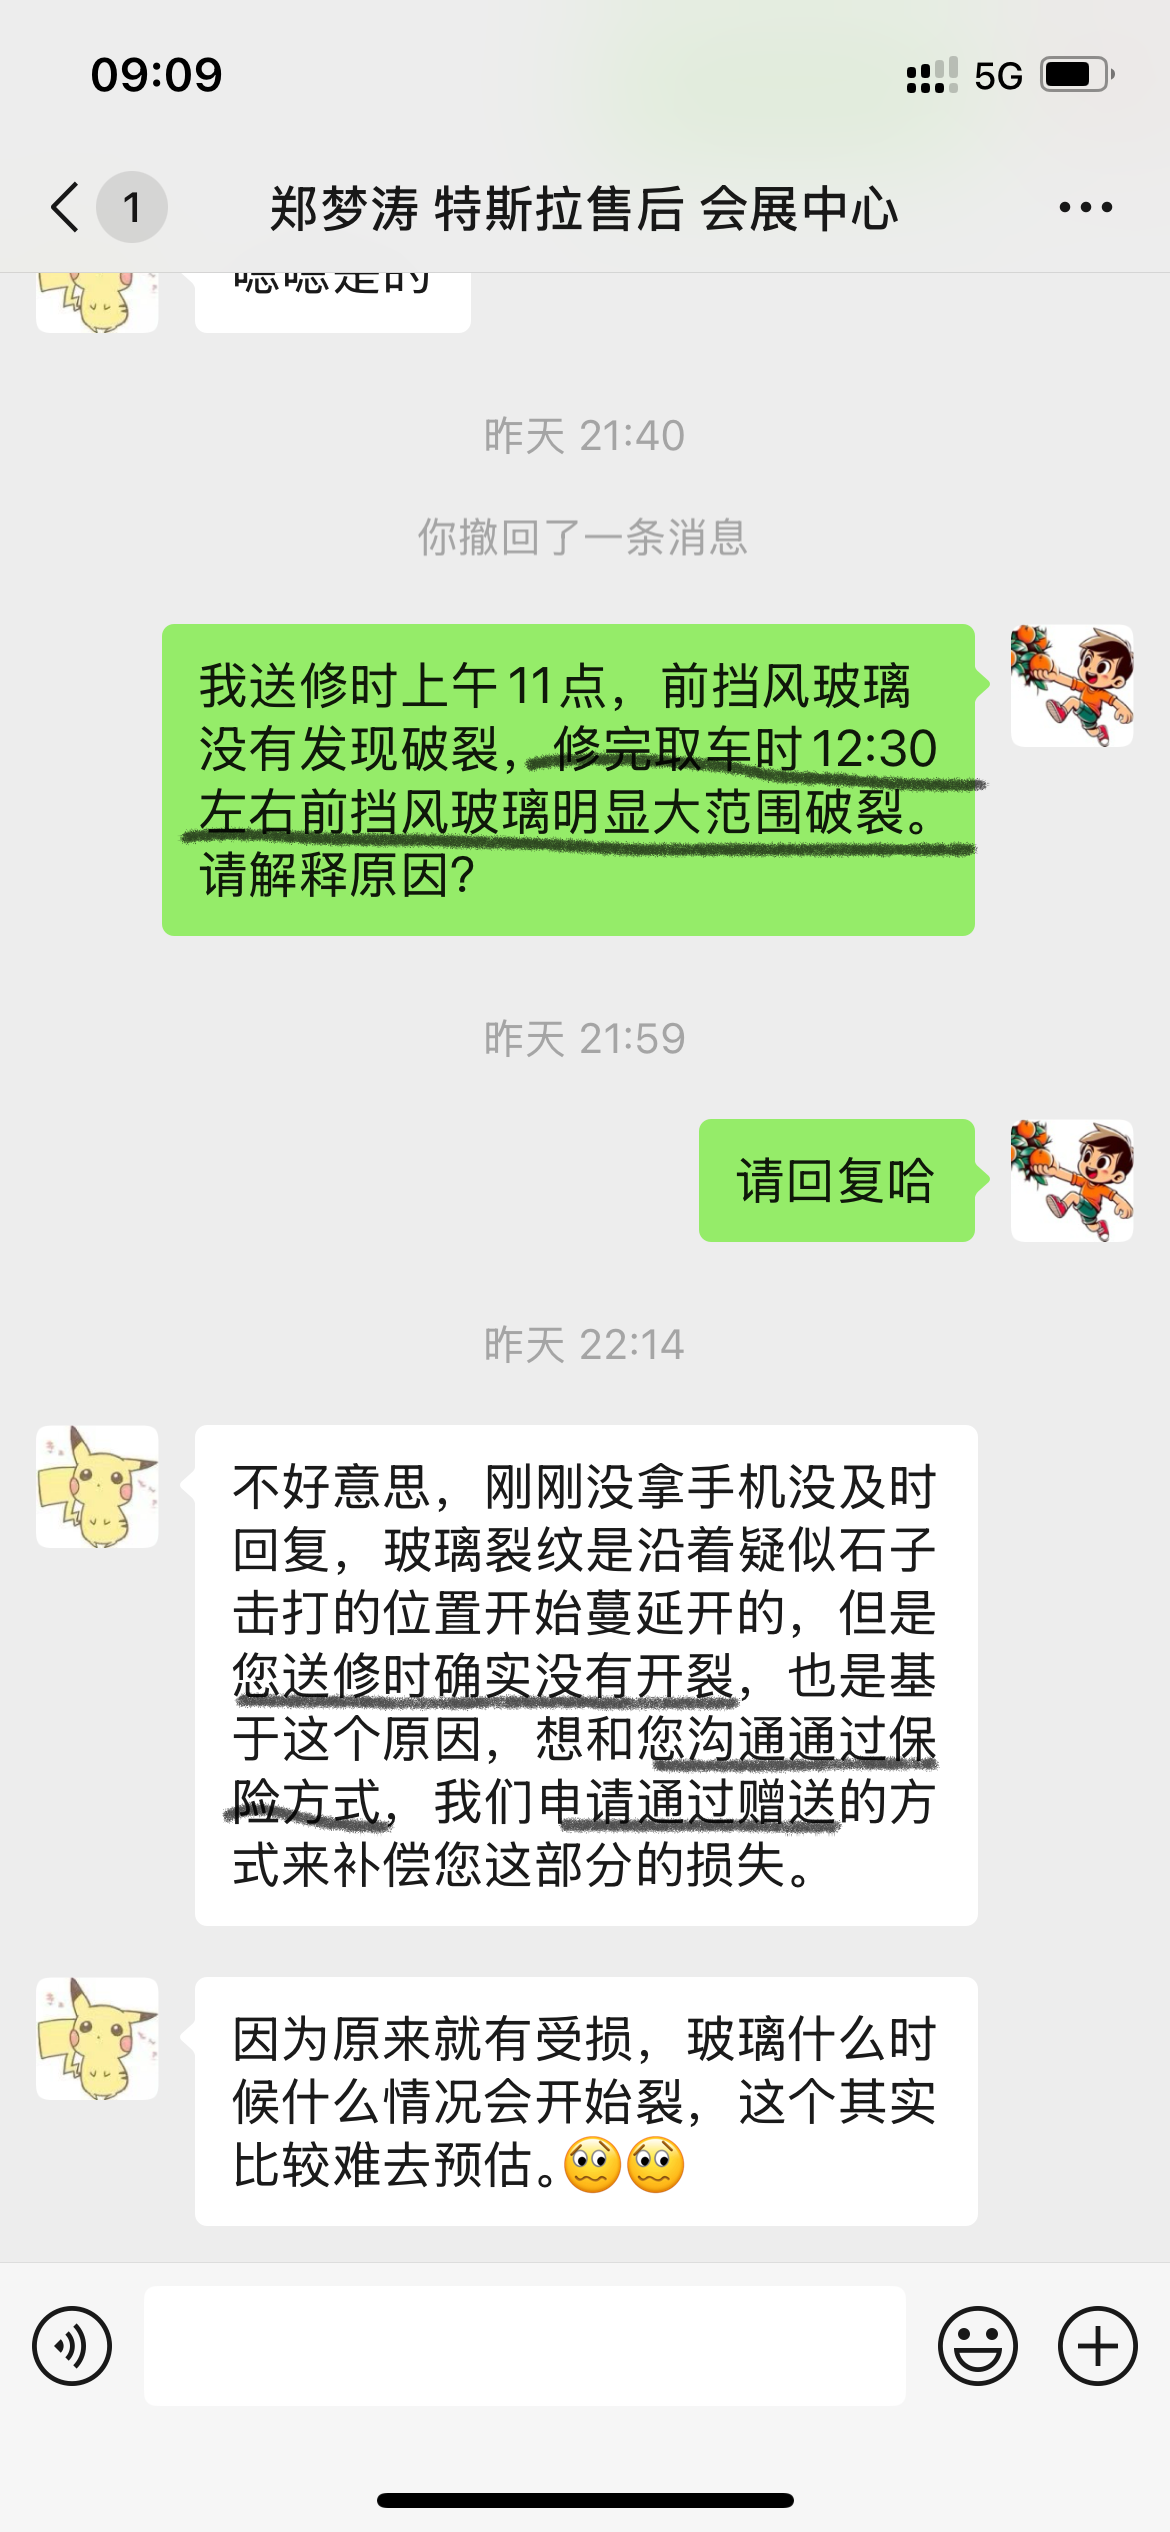 09:09
5G
1
郑梦涛 特斯拉售后 会展中心
嗯嗯是的
昨天 21:40
你撤回了一条消息
我送修时上午11点，前挡风玻璃
没有发现破裂，修完取车时12:30
左右前挡风玻璃明显大范围破裂。
请解释原因?
昨天 21:59
请回复哈
昨天 22:14
不好意思，刚刚没拿手机没及时
回复，玻璃裂纹是沿着疑似石子
击打的位置开始蔓延开的，但是
您送修时确实没有开裂，也是基
于这个原因，想和您沟通通过保
险方式，我们申请通过赠送的方
式来补偿您这部分的损失。
因为原来就有受损，玻璃什么时
候什么情况会开始裂，这个其实
比较难去预估。